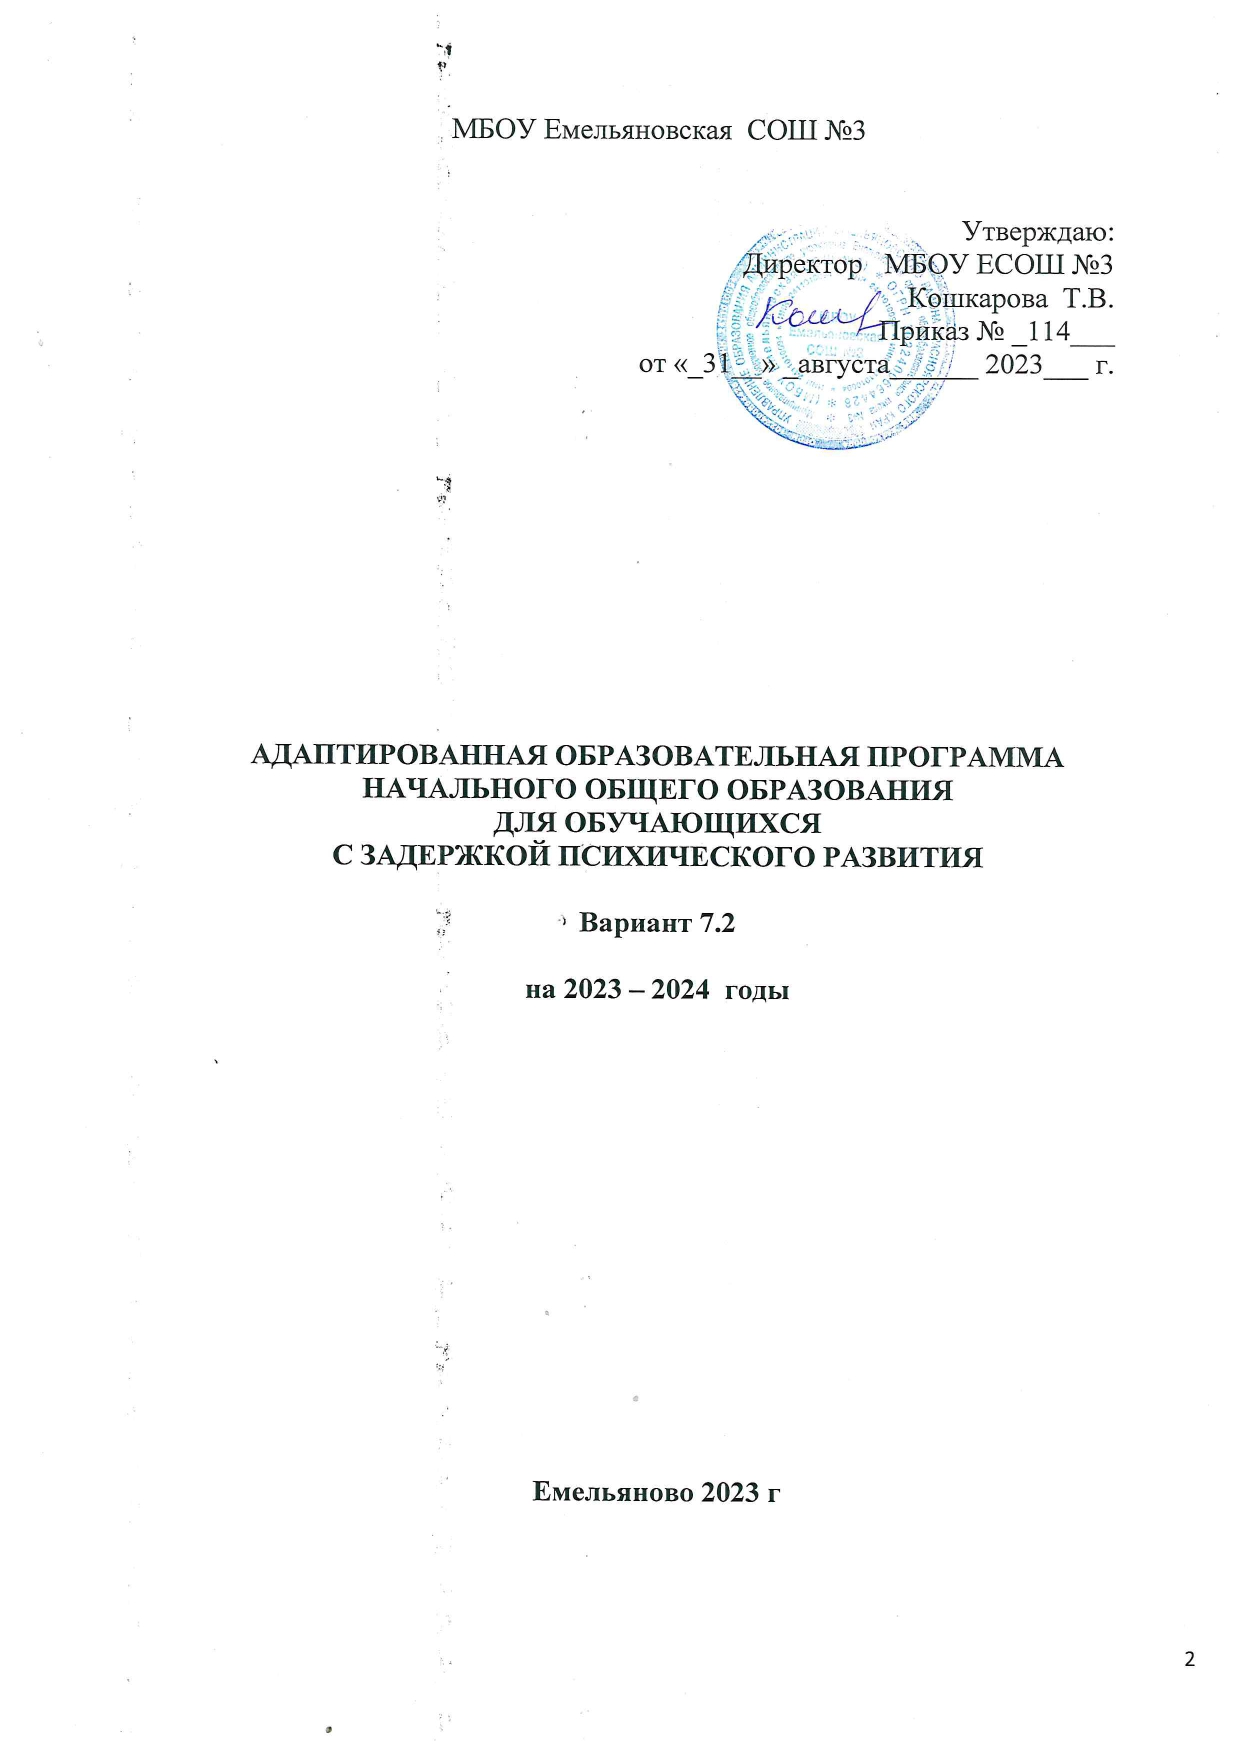 МБОУ Емельяновская СОШ №3
Утверждаю:
Директор МБОУ ЕСОШ №3
Кошкарова Т.В.
Приказ № _114___
от «_31__» _августа______ 2023___ г.
АДАПТИРОВАННАЯ ОБРАЗОВАТЕЛЬНАЯ ПРОГРАММА
НАЧАЛЬНОГО ОБЩЕГО ОБРАЗОВАНИЯ
ДЛЯ ОБУЧАЮЩИХСЯ
С ЗАДЕРЖКОЙ ПСИХИЧЕСКОГО РАЗВИТИЯ
Вариант 7.2
на 2023 – 2024 годы
Емельяново 2023 г
2